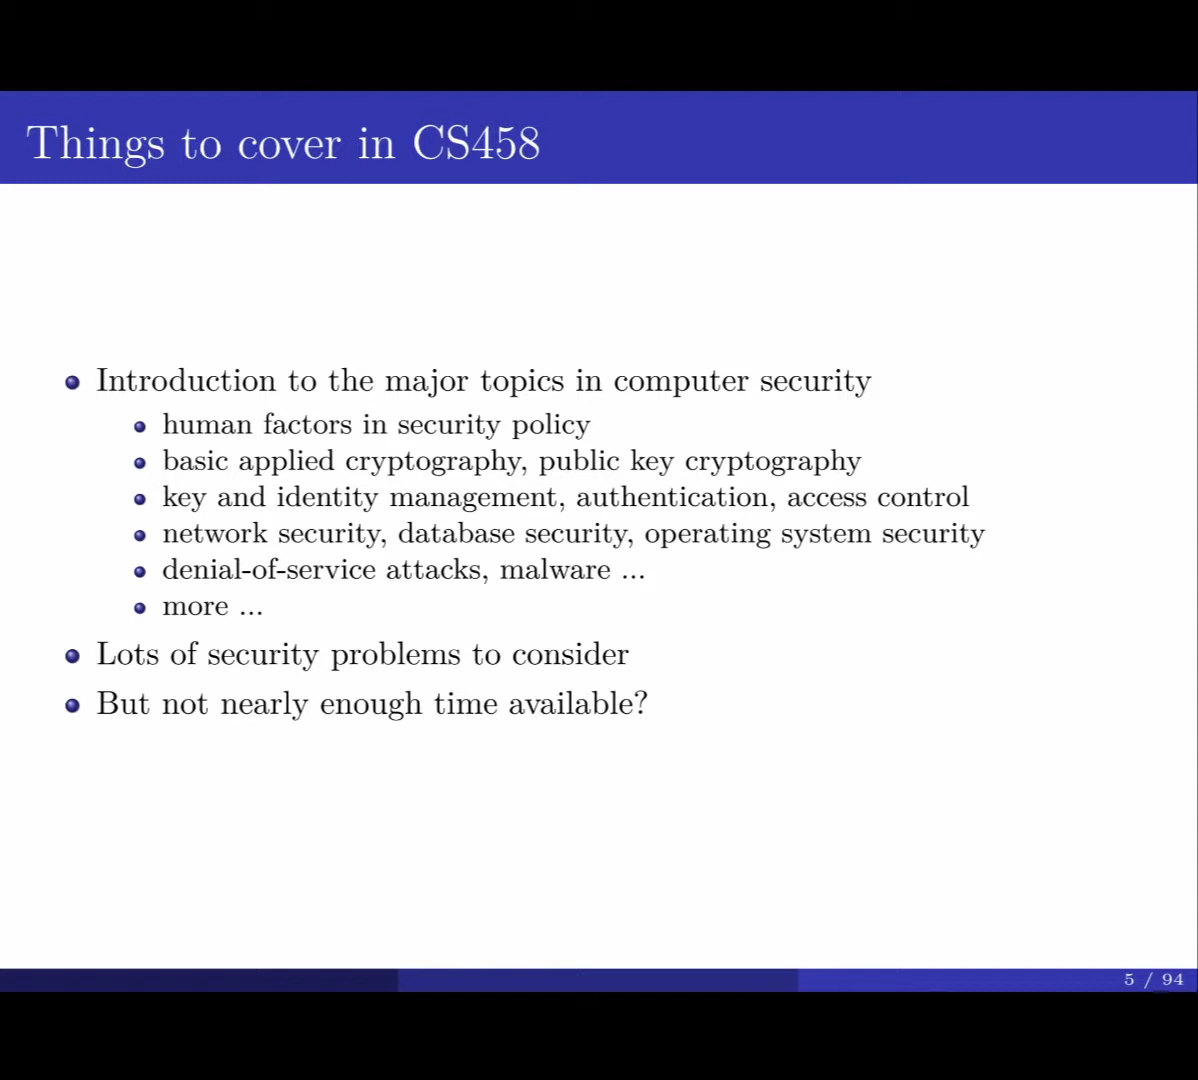 Things to cover in CS458
Introduction to the major topics in computer security
human factors in security policy
basic applied cryptography, public key cryptography
key and identity management, authentication, access control
network security, database security, operating system security
denial-of-service attacks, malware ...
more ...
Lots of security problems to consider
But not nearly enough time available?
5 / 94